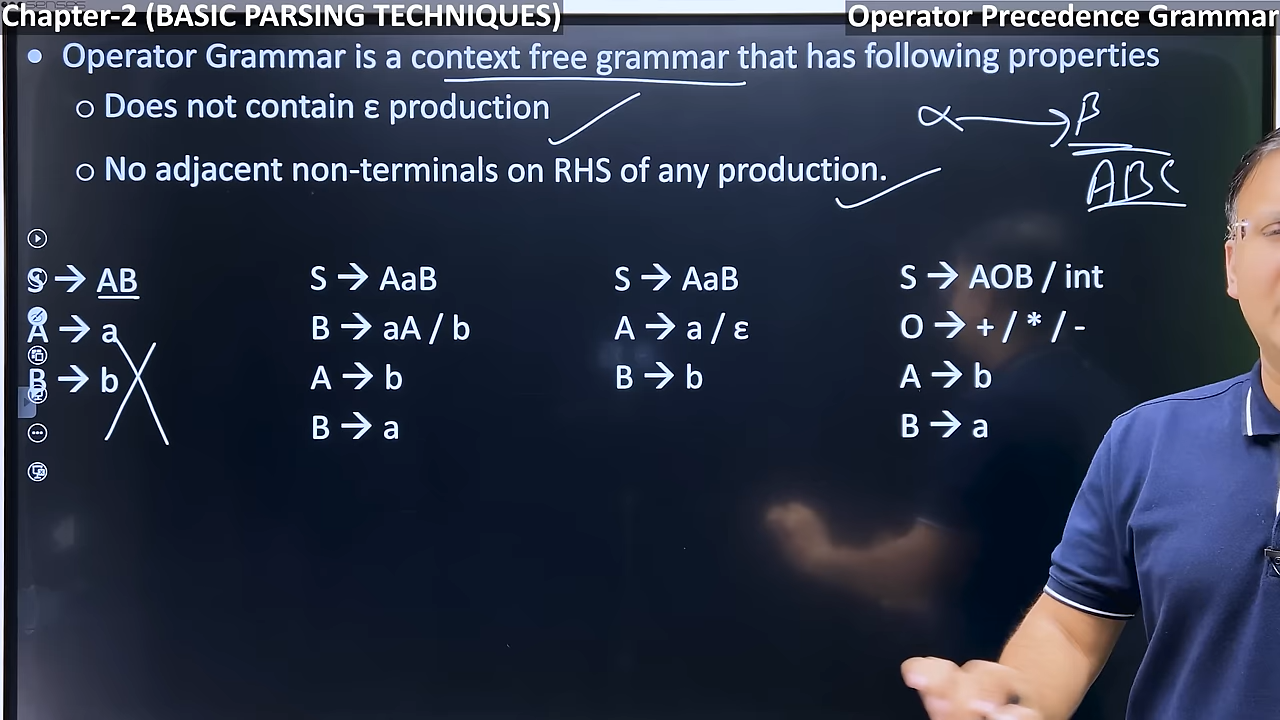 Chapter-2 (BASIC PARSING TECHNIQUES)
Operator Precedence Grammar
• Operator Grammar is a context free grammar that has following properties
o Does not contain ε production
o No adjacent non-terminals on RHS of any production.
α → β
ABC
S → AB
A → a
B → b
S → AaB
B → aA / b
A → b
B → a
S → AaB
A → a / ε
B → b
S → AOB / int
O → + / * / -
A → b
B → a